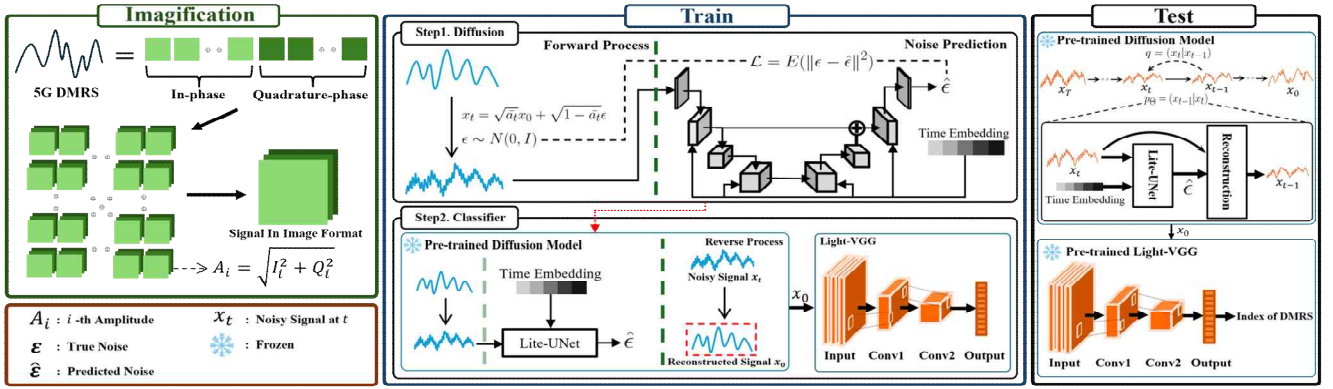 Imagification
5G DMRS
=
In-phase
Quadrature-phase
Signal In Image Format
A_i = √(I_i^2 + Q_i^2)
A_i : i -th Amplitude
x_t : Noisy Signal at t
ε : True Noise
: Frozen
ε̂ : Predicted Noise
Train
Step1. Diffusion
Forward Process
Noise Prediction
ℒ = E(‖ϵ − ϵ̂‖²)
x_t = √ā_t x_0 + √(1 − ā_t) ϵ
ϵ ∼ N(0, I)
ϵ̂
Time Embedding
Step2. Classifier
Pre-trained Diffusion Model
Time Embedding
Lite-UNet
ϵ̂
Reverse Process
Noisy Signal x_t
Reconstructed Signal x_0
x_0
Light-VGG
Input Conv1 Conv2 Output
Test
Pre-trained Diffusion Model
q = (x_t|x_{t−1})
x_T x_t x_{t−1} x_0
p_Θ = (x_{t−1}|x_t)
x_t
Time Embedding
Lite-UNet
ϵ̂
Reconstruction
x_{t−1}
x_0
Pre-trained Light-VGG
Index of DMRS
Input Conv1 Conv2 Output